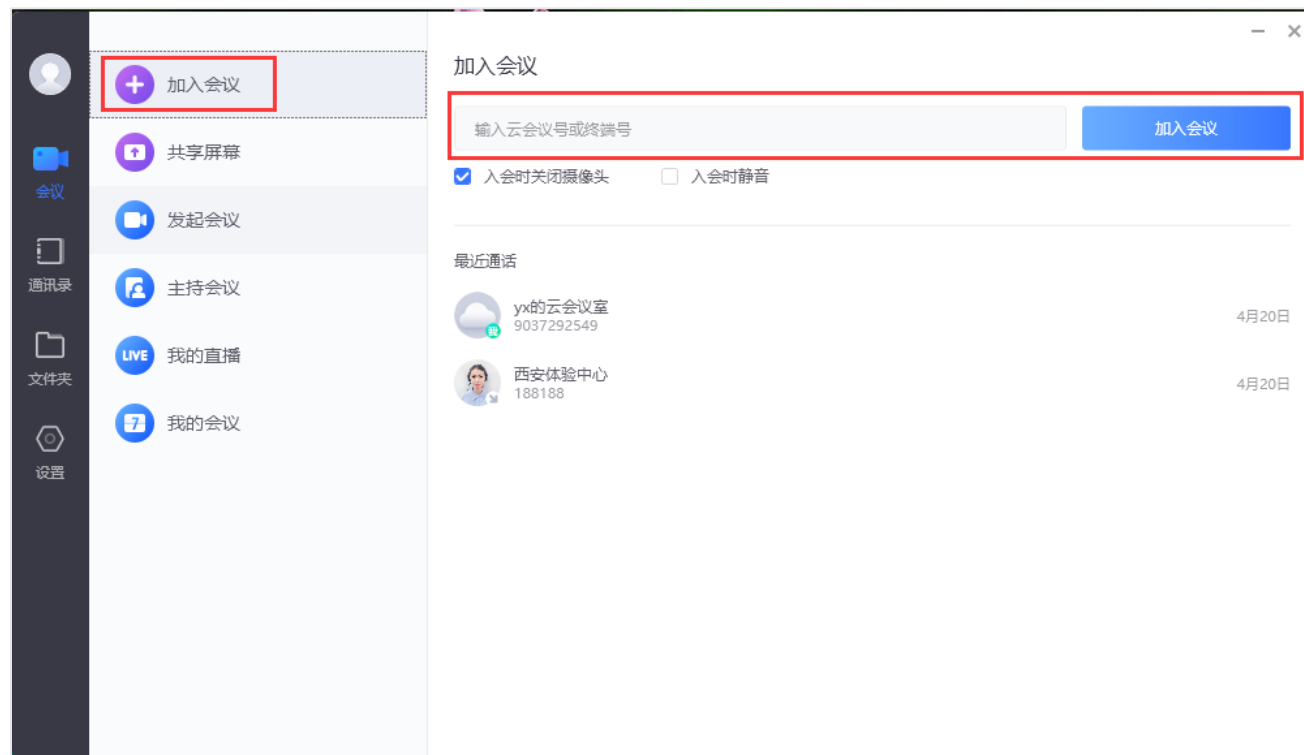 会议
通讯录
文件夹
设置
加入会议
共享屏幕
发起会议
主持会议
LIVE
我的直播
7
我的会议
加入会议
输入云会议号或终端号
加入会议
入会时关闭摄像头
入会时静音
最近通话
yx的云会议室
我
9037292549
4月20日
西安体验中心
188188
4月20日